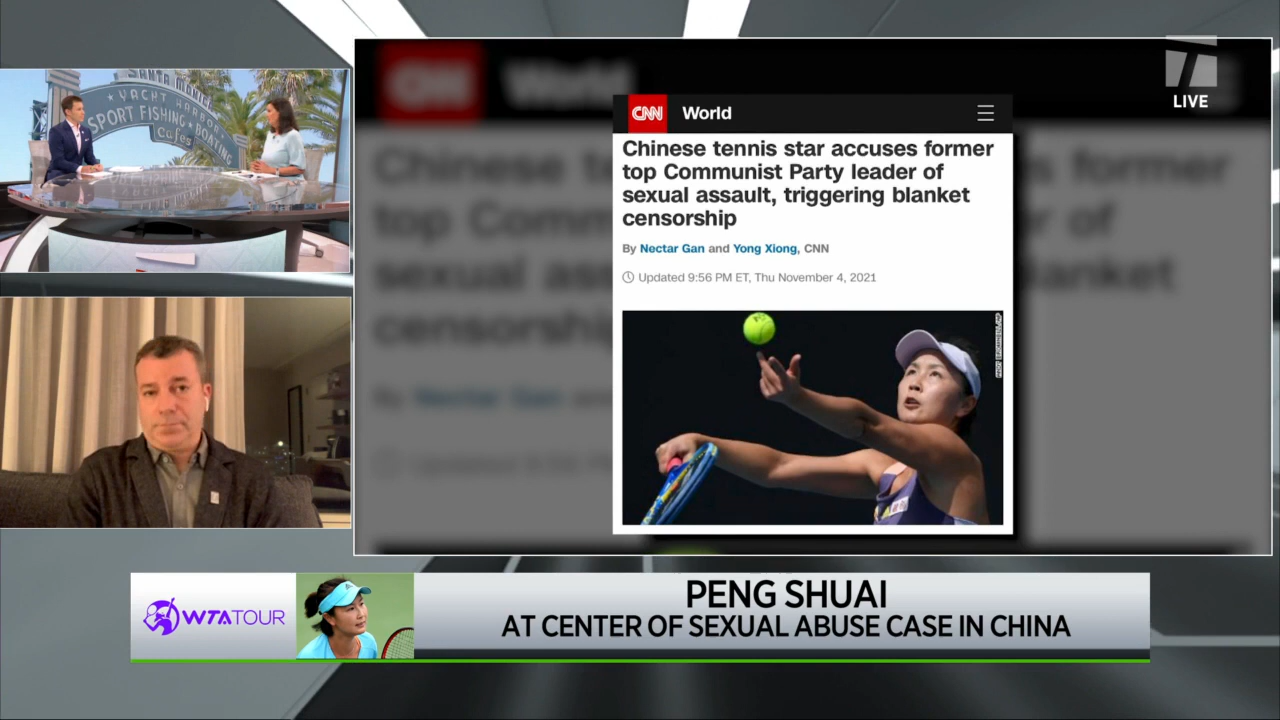 SANTA MONICA
* YACHT HARBOR *
SPORT FISHING • BOATING
Cafes
CNN World
Chinese tennis star accuses former
top Communist Party leader of
sexual assault, triggering blanket
censorship
By Nectar Gan and Yong Xiong, CNN
Updated 9:56 PM ET, Thu November 4, 2021
T
LIVE
WTA TOUR
PENG SHUAI
AT CENTER OF SEXUAL ABUSE CASE IN CHINA